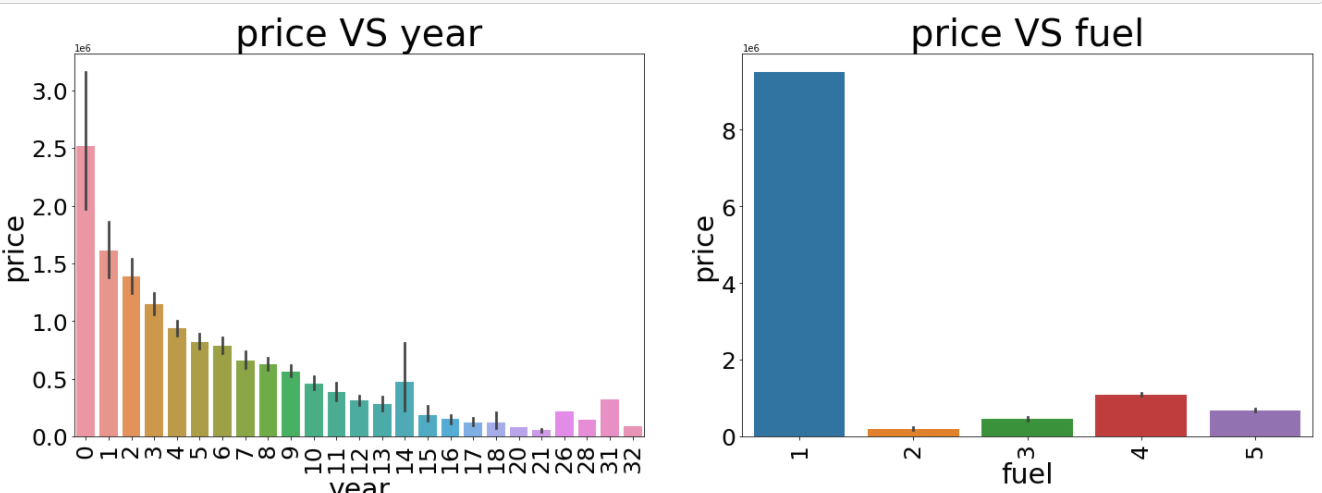 price VS year
1e6
3.0
2.5
2.0
1.5
1.0
0.5
0.0
price
0 1 2 3 4 5 6 7 8 9 10 11 12 13 14 15 16 17 18 20 21 26 28 31 32
year
price VS fuel
1e6
8
6
4
2
0
price
1 2 3 4 5
fuel